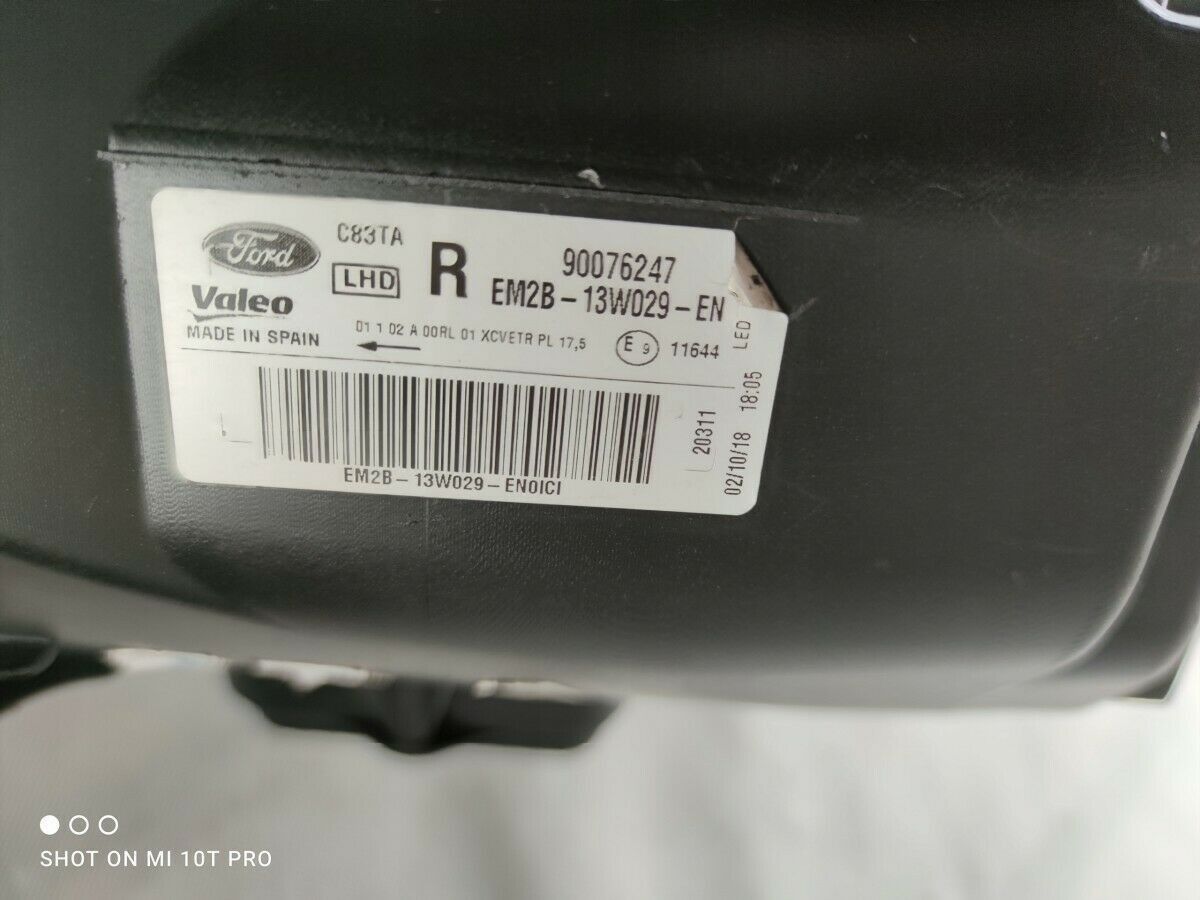 Ford
C83TA
LHD
R
90076247
EM2B-13W029-EN
Valeo
MADE IN SPAIN
01 1 02 A 00RL 01 XCVETR PL 17,5
E 9
11644
EM2B-13W029-EN0ICI
20311
02/10/18 18:05 LED
SHOT ON MI 10T PRO